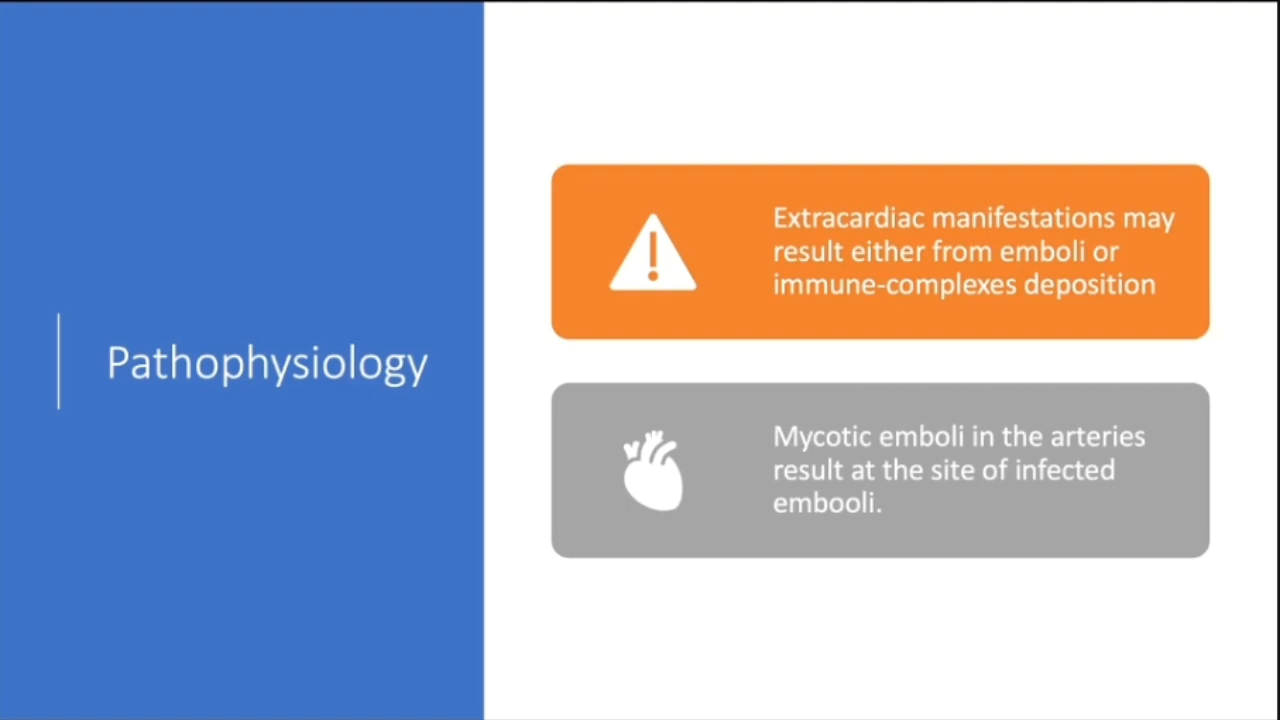 Pathophysiology
Extracardiac manifestations may
result either from emboli or
immune-complexes deposition
Mycotic emboli in the arteries
result at the site of infected
embooli.